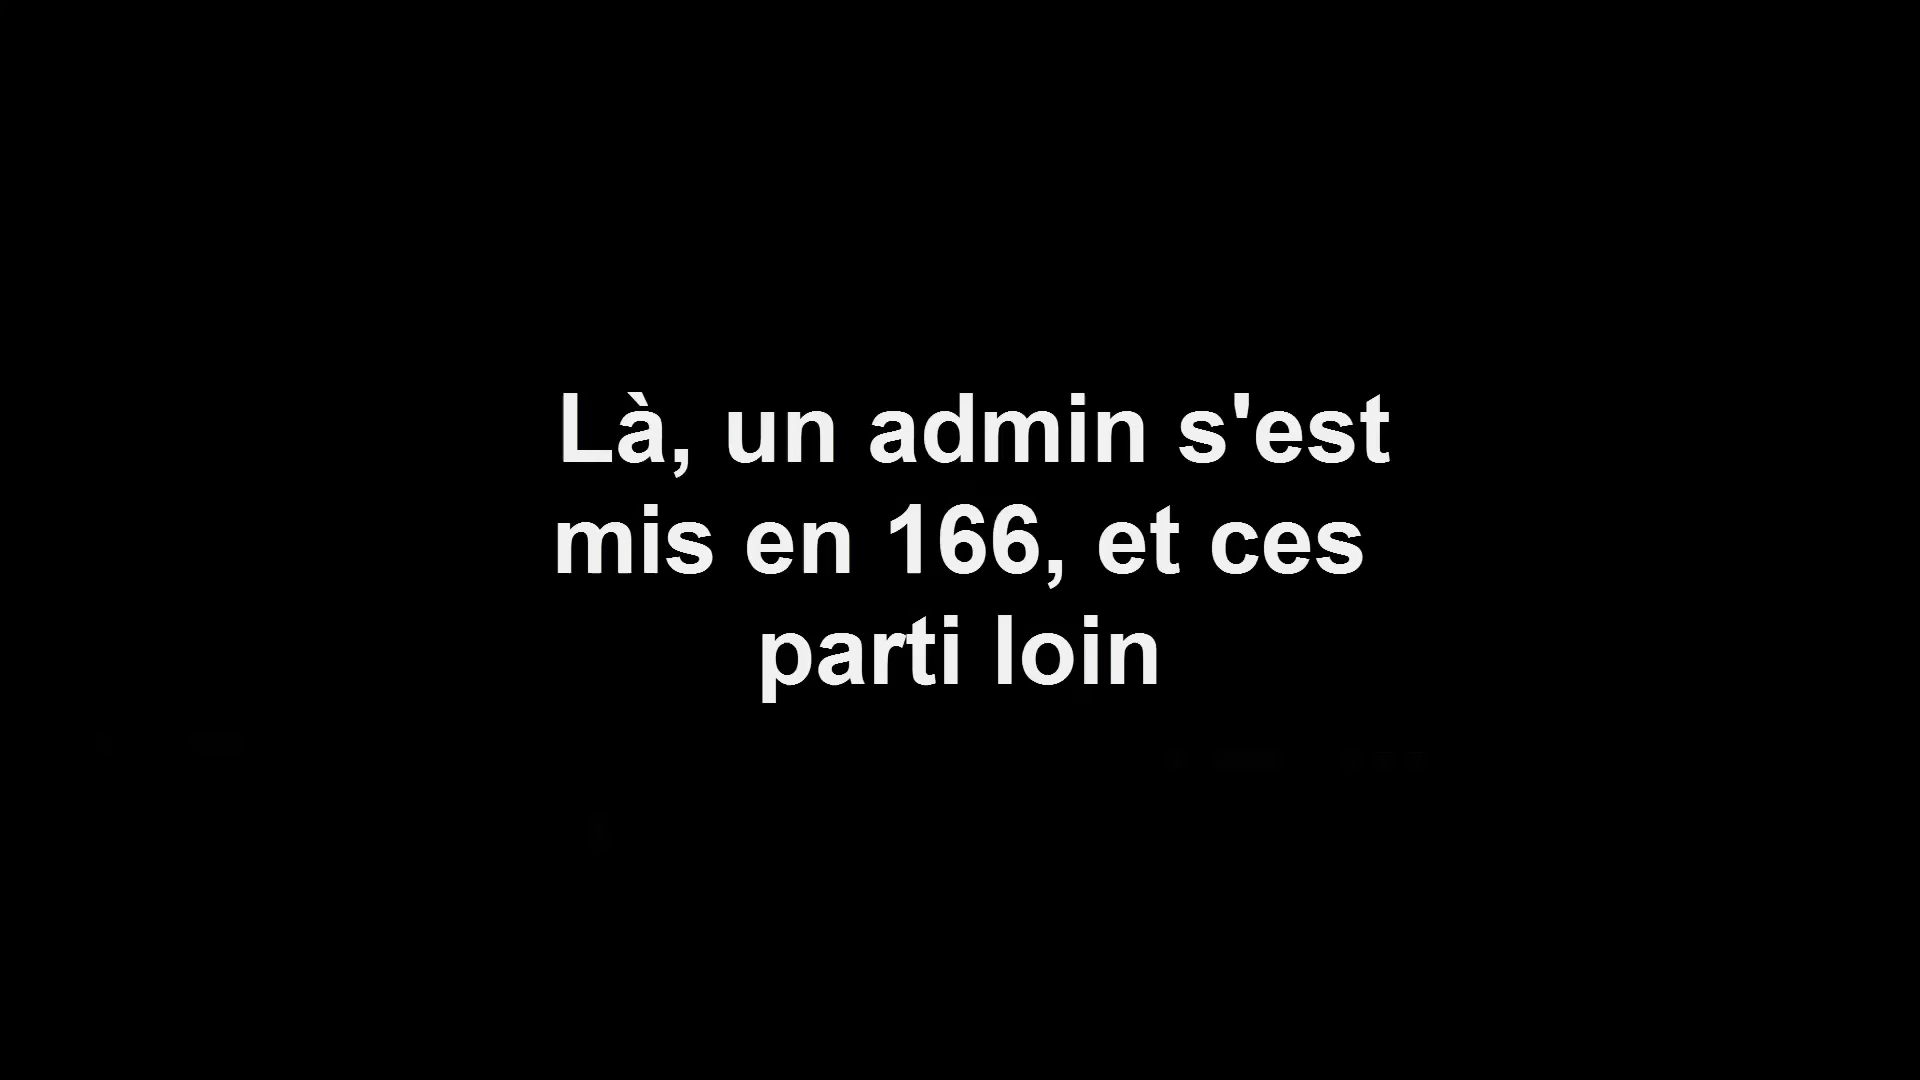 Là, un admin s'est
mis en 166, et ces
parti loin